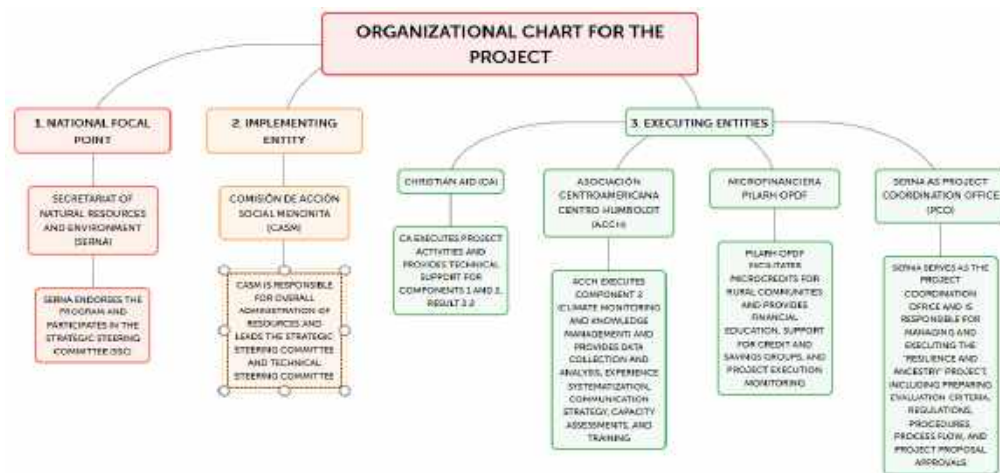 ORGANIZATIONAL CHART FOR THE
PROJECT
1. NATIONAL FOCAL
POINT
2. IMPLEMENTING
ENTITY
3. EXECUTING ENTITIES
SECRETARIAT OF
NATURAL RESOURCES
AND ENVIRONMENT
(SERNA)
COMISIÓN DE ACCIÓN
SOCIAL MENONITA
(CASM)
CHRISTIAN AID (CA)
ASOCIACIÓN
CENTROAMERICANA
CENTRO HUMBOLDT
(ACCH)
MICROFINANCIERA
PILARH OPDF
SERNA AS PROJECT
COORDINATION OFFICE
(PCO)
SERNA ENDORSES THE
PROGRAM AND
PARTICIPATES IN THE
STRATEGIC STEERING
COMMITTEE (SSC)
CASM IS RESPONSIBLE
FOR OVERALL
ADMINISTRATION OF
RESOURCES AND
LEADS THE STRATEGIC
STEERING COMMITTEE
AND TECHNICAL
STEERING COMMITTEE
CA EXECUTES PROJECT
ACTIVITIES AND
PROVIDES TECHNICAL
SUPPORT FOR
COMPONENTS 1 AND
RESULT
ACCH EXECUTES
COMPONENT
(CLIMATE MONITORING
AND KNOWLEDGE
MANAGEMENT) AND
PROVIDES DATA
COLLECTION AND
ANALYSIS, EXPERIENCE
SYSTEMATIZATION,
COMMUNICATION
STRATEGY, CAPACITY
ASSESSMENTS, AND
TRAINING
PILARH OPDF
FACILITATES
MICROCREDITS FOR
RURAL COMMUNITIES
AND PROVIDES
FINANCIAL
EDUCATION, SUPPORT
FOR CREDIT AND
SAVINGS GROUPS, AND
PROJECT EXECUTION
MONITORING
SERNA SERVES AS THE
PROJECT
COORDINATION
OFFICE AND IS
RESPONSIBLE FOR
MANAGING AND
EXECUTING THE
"RESILIENCE AND
ANCESTRY" PROJECT,
INCLUDING PREPARING
EVALUATION CRITERIA,
REGULATIONS,
PROCEDURES,
PROCESS FLOW, AND
PROJECT PROPOSAL
APPROVALS